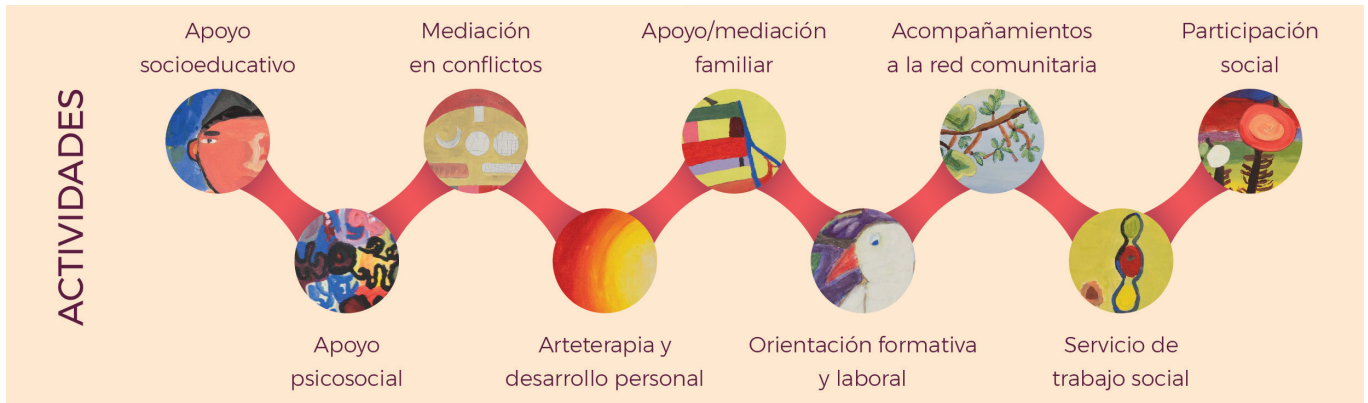 ACTIVIDADES
Apoyo
socioeducativo
Apoyo
psicosocial
Mediación
en conflictos
Arteterapia y
desarrollo personal
Apoyo/mediación
familiar
Orientación formativa
y laboral
Acompañamientos
a la red comunitaria
Servicio de
trabajo social
Participación
social